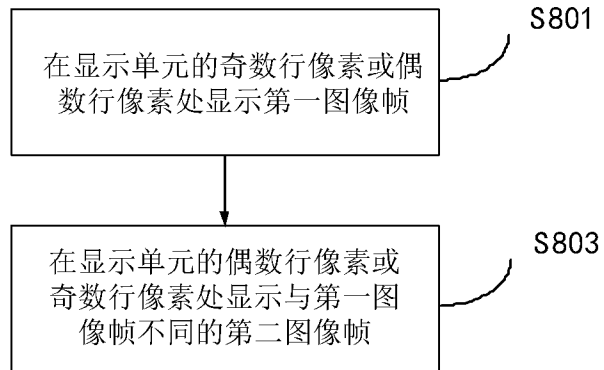 S801
在显示单元的奇数行像素或偶
数行像素处显示第一图像帧
S803
在显示单元的偶数行像素或
奇数行像素处显示与第一图
像帧不同的第二图像帧